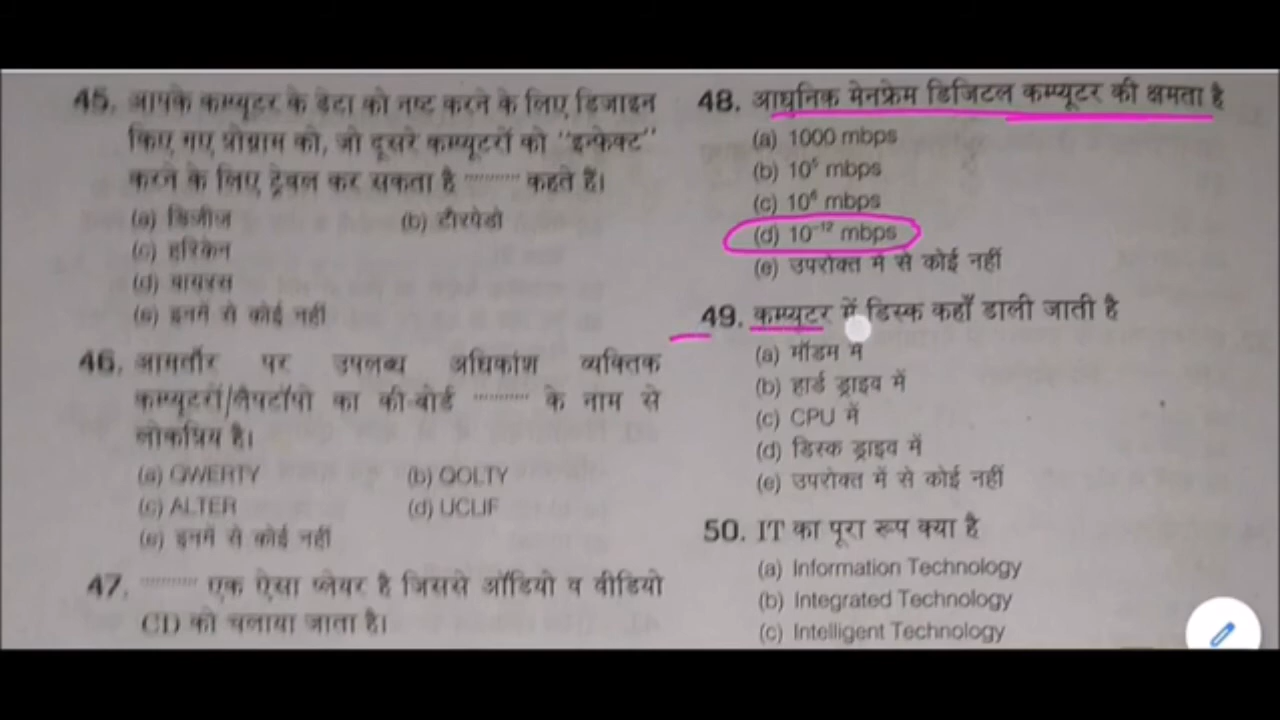 45. आपके कम्प्यूटर के डेटा को नष्ट करने के लिए डिजाइन
किए गए प्रोग्राम को, जो दूसरे कम्प्यूटरों को "इन्फेक्ट"
करने के लिए ट्रेवल कर सकता है .......... कहते हैं।
(a) डिजीज (b) टौरपेडो
(c) हरिकेन
(d) वायरस
(e) इनमें से कोई नहीं
46. आमतौर पर उपलब्ध अधिकांश व्यक्तिक
कम्प्यूटरों/लैपटॉपो का की-बोर्ड .......... के नाम से
लोकप्रिय है।
(a) QWERTY (b) QOLTY
(c) ALTER (d) UCLIF
(e) इनमें से कोई नहीं
47. .......... एक ऐसा प्लेयर है जिससे ऑडियो व वीडियो
CD को चलाया जाता है।
48. आधुनिक मेनफ्रेम डिजिटल कम्प्यूटर की क्षमता है
(a) 1000 mbps
(b) 10⁵ mbps
(c) 10⁶ mbps
(d) 10⁻¹² mbps
(e) उपरोक्त में से कोई नहीं
49. कम्प्यूटर में डिस्क कहाँ डाली जाती है
(a) मॉडम में
(b) हार्ड ड्राइव में
(c) CPU में
(d) डिस्क ड्राइव में
(e) उपरोक्त में से कोई नहीं
50. IT का पूरा रूप क्या है
(a) Information Technology
(b) Integrated Technology
(c) Intelligent Technology